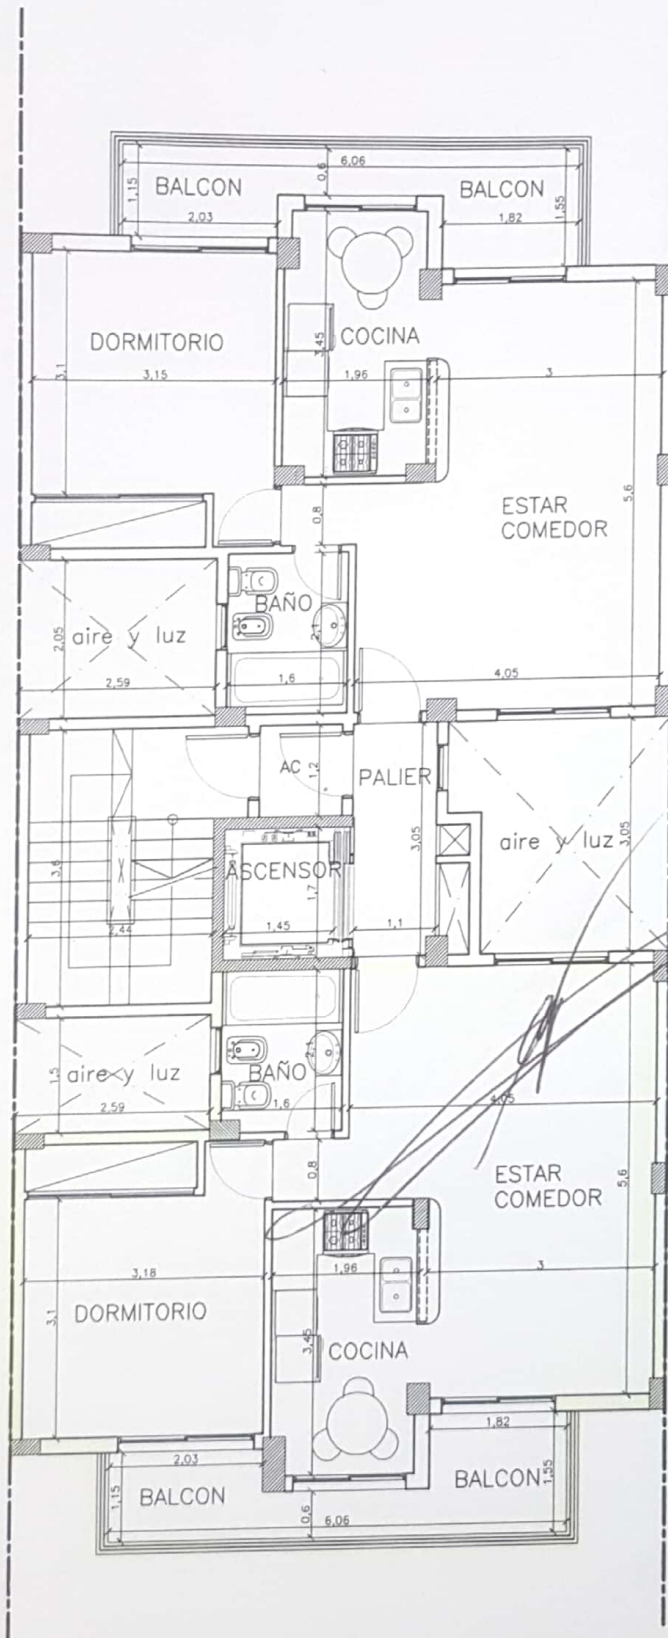 6,06
0,6
1,15
BALCON
BALCON
1,55
2,03
1,82
DORMITORIO
COCINA
3,45
3,1
3,15
1,96
3
ESTAR
COMEDOR
5,6
0,8
BAÑO
2,05
aire y luz
2,1
2,59
1,6
4,05
AC
1,2
PALIER
3,05
aire y luz
3,05
3,6
ASCENSOR
1,7
2,44
1,45
1,1
1,5
aire y luz
BAÑO
2,1
2,59
1,6
4,05
0,8
ESTAR
COMEDOR
5,6
3,18
1,96
3
3,1
DORMITORIO
COCINA
3,45
2,03
1,82
1,15
BALCON
BALCON
1,55
0,6
6,06